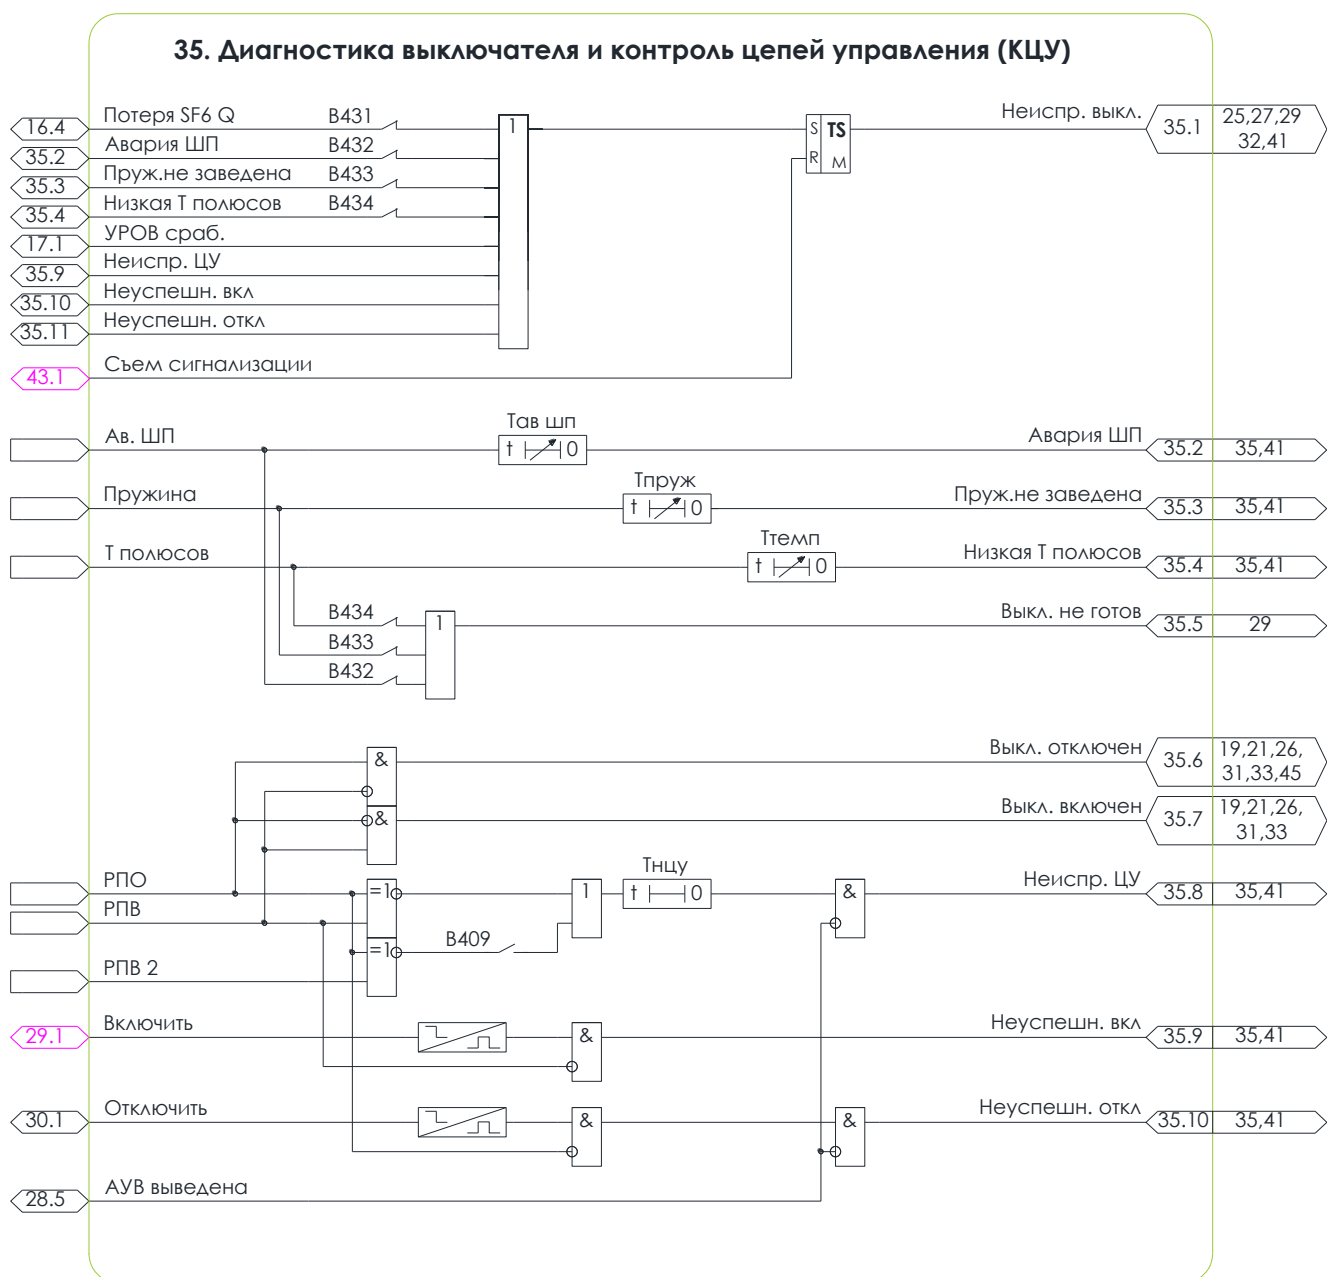 35. Диагностика выключателя и контроль цепей управления (КЦУ)
16.4 Потеря SF6 Q B431 1 S TS Неиспр. выкл. 35.1 25,27,29
32,41
35.2 Авария ШП B432 R M
35.3 Пруж.не заведена B433
35.4 Низкая Т полюсов B434
17.1 УРОВ сраб.
35.9 Неиспр. ЦУ
35.10 Неуспешн. вкл
35.11 Неуспешн. откл
43.1 Съем сигнализации
Ав. ШП Тав шп t 0 Авария ШП 35.2 35,41
Пружина Тпруж t 0 Пруж.не заведена 35.3 35,41
Т полюсов Ттемп t 0 Низкая Т полюсов 35.4 35,41
B434 1 Выкл. не готов 35.5 29
B433
B432
& Выкл. отключен 35.6 19,21,26,
31,33,45
& Выкл. включен 35.7 19,21,26,
31,33
РПО =1 1 Тнцу t 0 & Неиспр. ЦУ 35.8 35,41
РПВ
=1 B409
РПВ 2
29.1 Включить & Неуспешн. вкл 35.9 35,41
30.1 Отключить & & Неуспешн. откл 35.10 35,41
28.5 АУВ выведена